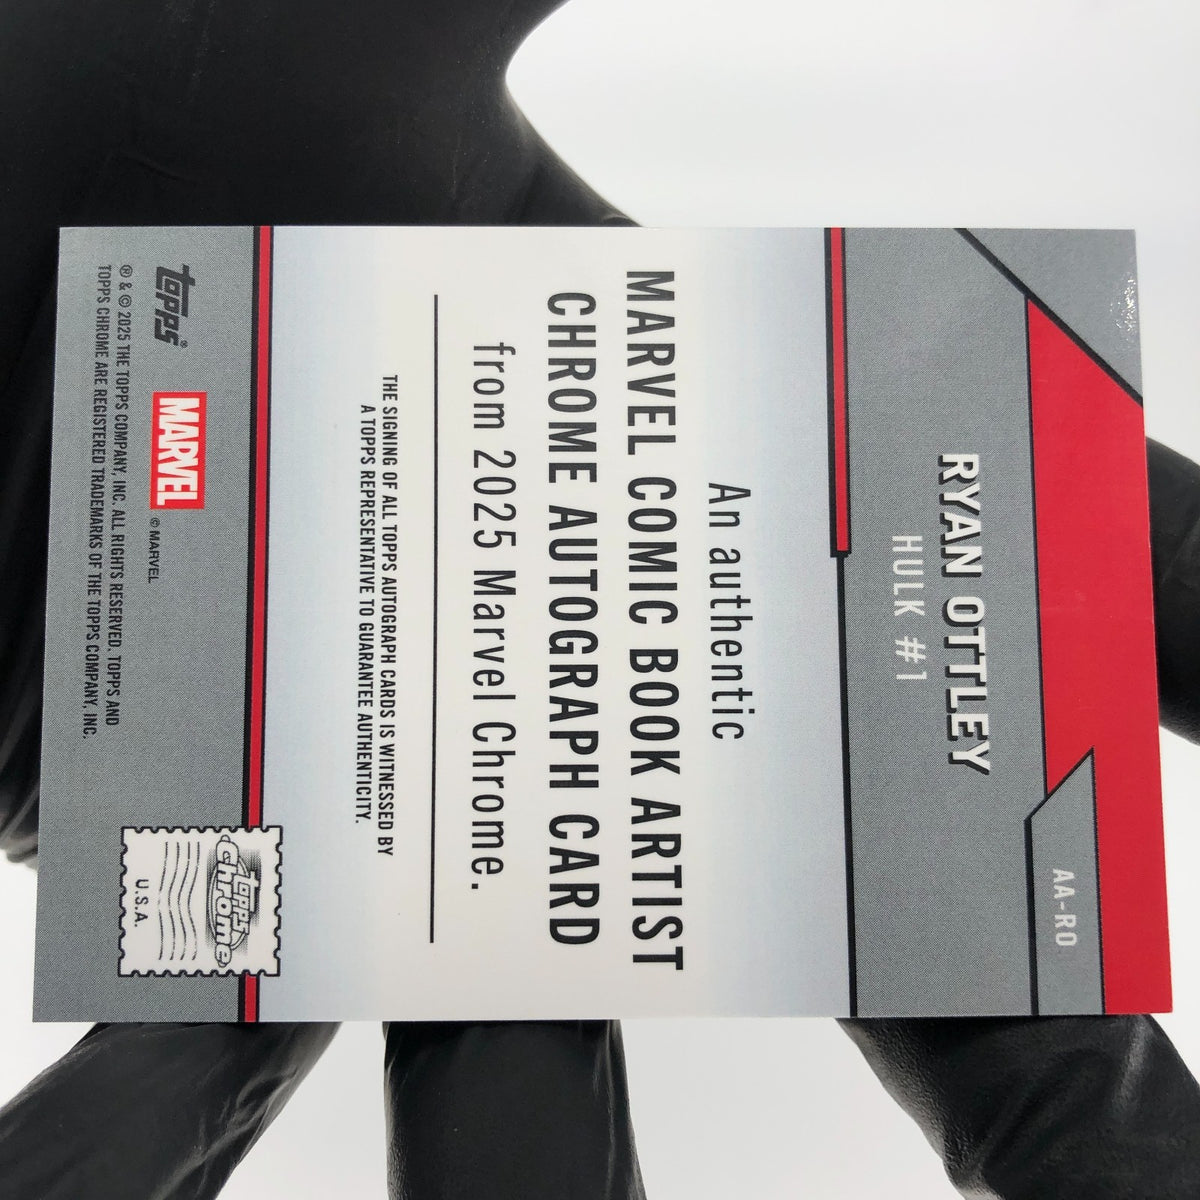 AA-RO
RYAN OTTLEY
HULK #1
An authentic
MARVEL COMIC BOOK ARTIST
CHROME AUTOGRAPH CARD
from 2025 Marvel Chrome.
THE SIGNING OF ALL TOPPS AUTOGRAPH CARDS IS WITNESSED BY
A TOPPS REPRESENTATIVE TO GUARANTEE AUTHENTICITY.
topps®
MARVEL
© MARVEL
® & © 2025 THE TOPPS COMPANY, INC. ALL RIGHTS RESERVED. TOPPS AND
TOPPS CHROME ARE REGISTERED TRADEMARKS OF THE TOPPS COMPANY, INC.
topps
Chrome
U.S.A.